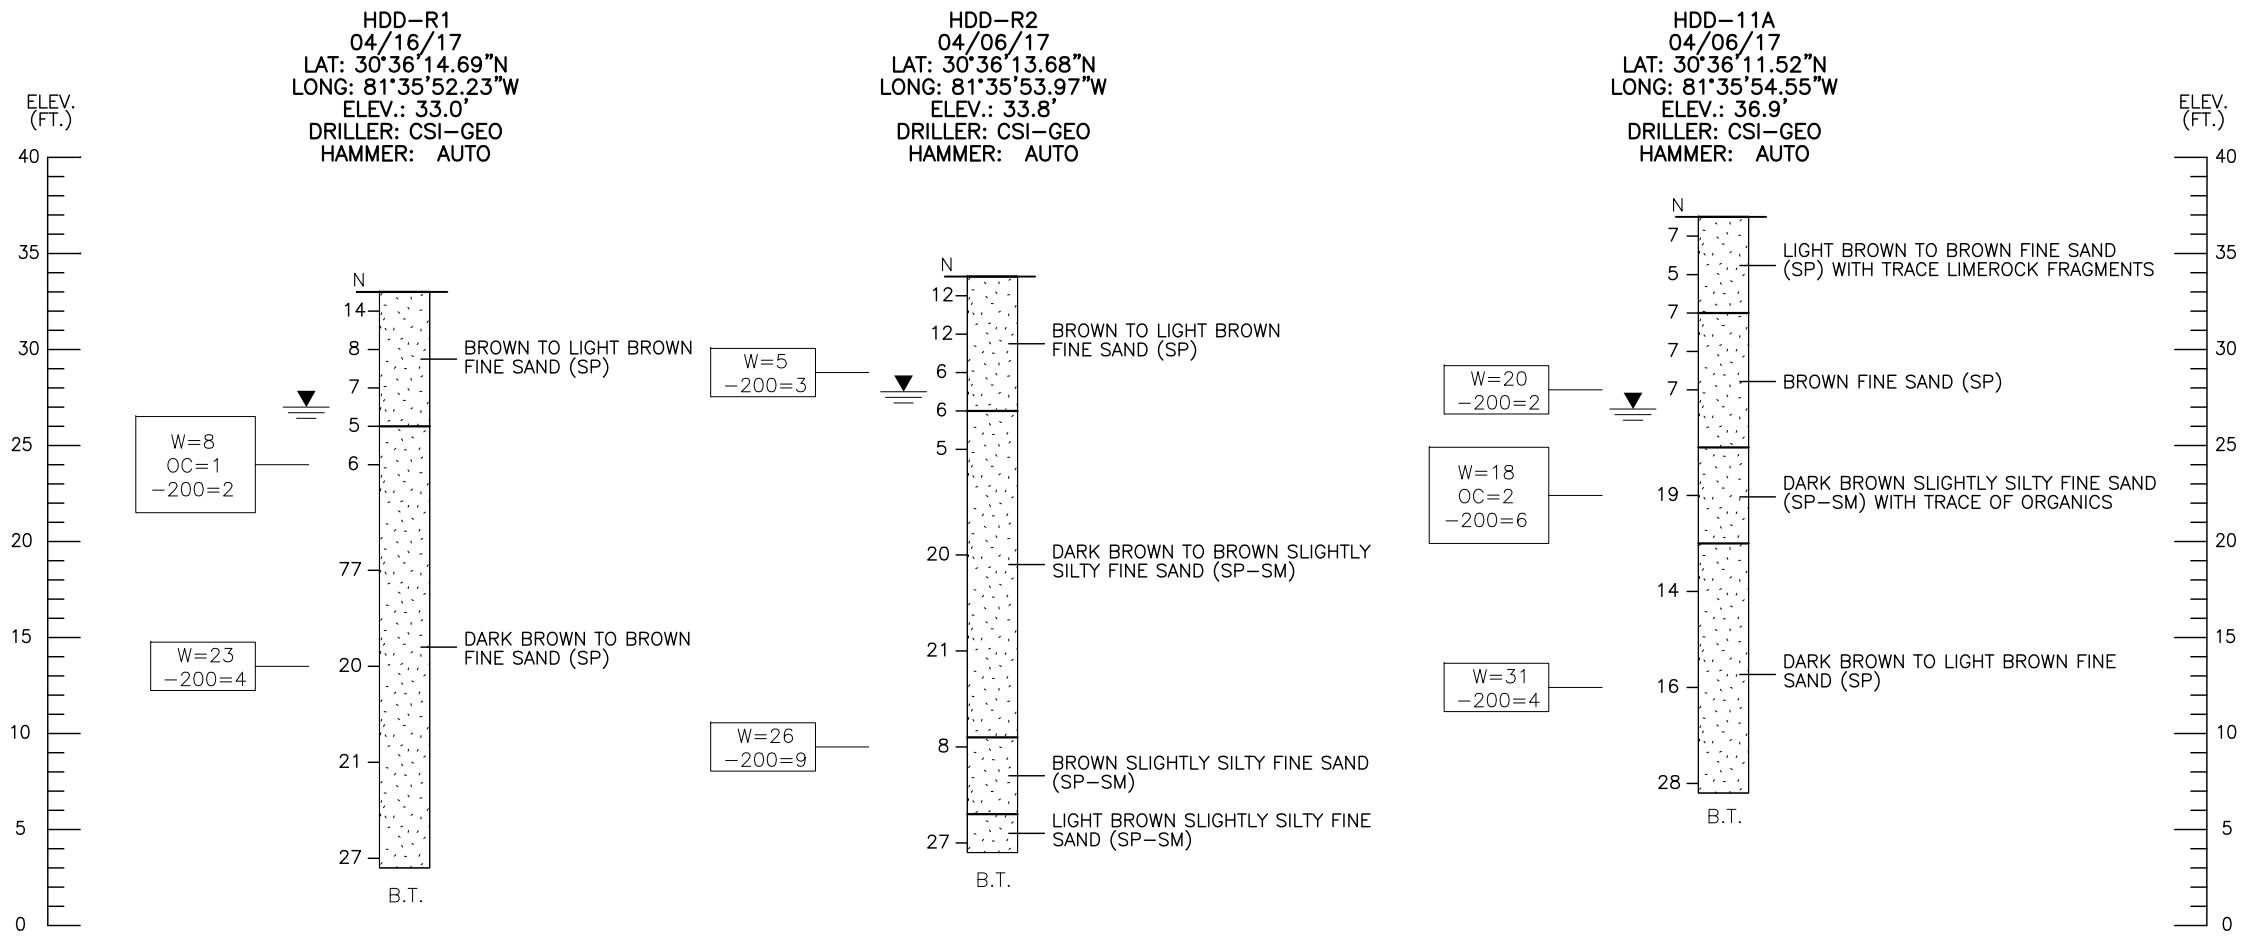 HDD-R1
04/16/17
LAT: 30°36'14.69"N
LONG: 81°35'52.23"W
ELEV.: 33.0'
DRILLER: CSI-GEO
HAMMER: AUTO
HDD-R2
04/06/17
LAT: 30°36'13.68"N
LONG: 81°35'53.97"W
ELEV.: 33.8'
DRILLER: CSI-GEO
HAMMER: AUTO
HDD-11A
04/06/17
LAT: 30°36'11.52"N
LONG: 81°35'54.55"W
ELEV.: 36.9'
DRILLER: CSI-GEO
HAMMER: AUTO
ELEV.
(FT.)
40
35
30
25
20
15
10
5
0
N
14
8
7
5
6
77
20
21
27
BROWN TO LIGHT BROWN
FINE SAND (SP)
DARK BROWN TO BROWN
FINE SAND (SP)
W=8
OC=1
-200=2
W=23
-200=4
B.T.
N
12
12
6
6
5
20
21
8
27
W=5
-200=3
W=26
-200=9
BROWN TO LIGHT BROWN
FINE SAND (SP)
DARK BROWN TO BROWN SLIGHTLY
SILTY FINE SAND (SP-SM)
BROWN SLIGHTLY SILTY FINE SAND
(SP-SM)
LIGHT BROWN SLIGHTLY SILTY FINE
SAND (SP-SM)
B.T.
N
7
5
7
7
7
19
14
16
28
W=20
-200=2
W=18
OC=2
-200=6
W=31
-200=4
LIGHT BROWN TO BROWN FINE SAND
(SP) WITH TRACE LIMEROCK FRAGMENTS
BROWN FINE SAND (SP)
DARK BROWN SLIGHTLY SILTY FINE SAND
(SP-SM) WITH TRACE OF ORGANICS
DARK BROWN TO LIGHT BROWN FINE
SAND (SP)
B.T.
ELEV.
(FT.)
40
35
30
25
20
15
10
5
0